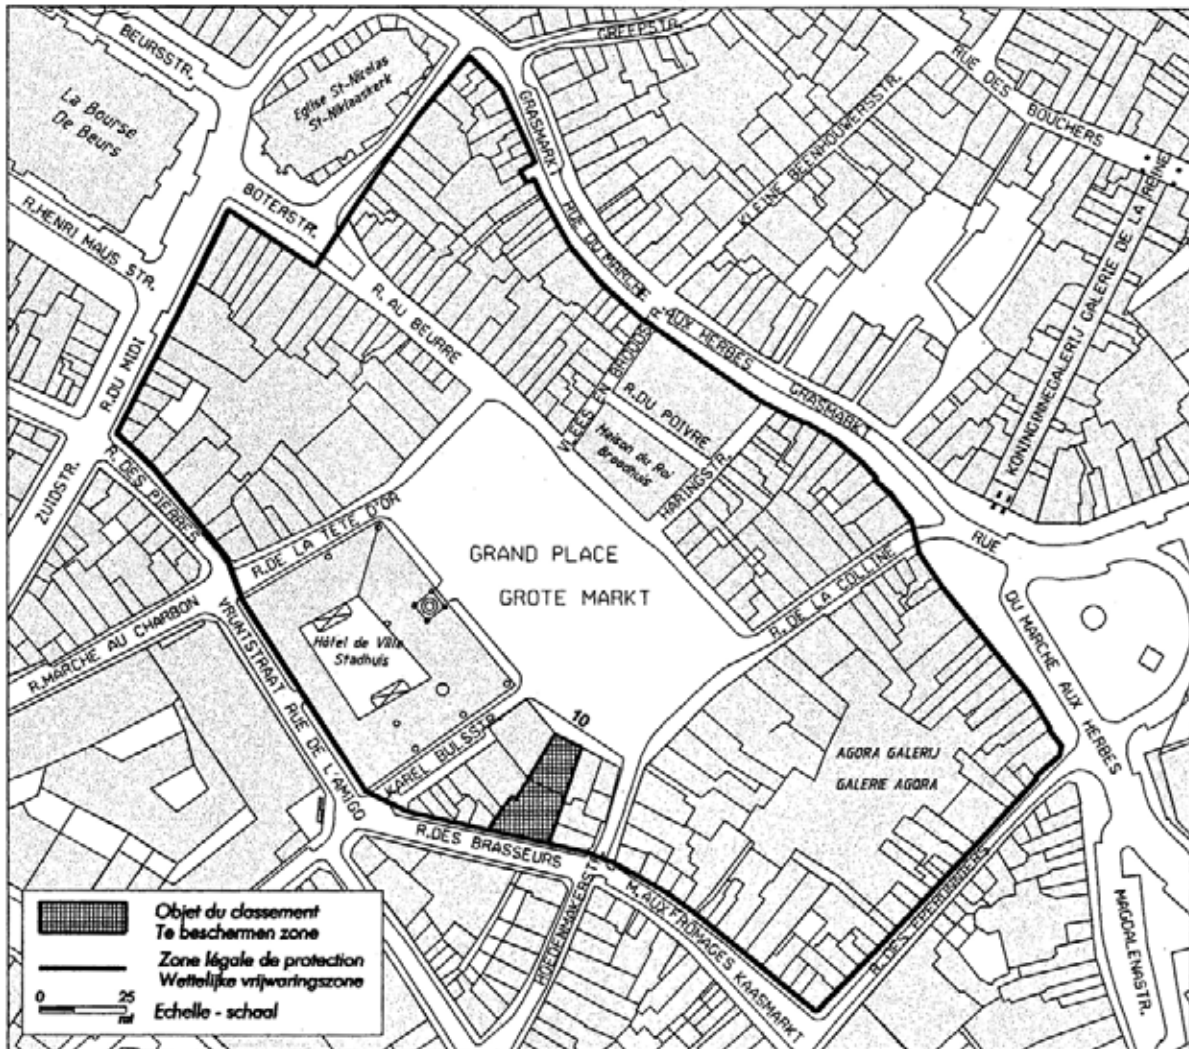 BEURSSTR.
La Bourse
De Beurs
Eglise St-Nicolas
St-Niklaaskerk
GREEPSTR.
GRASMARKT
RUE DES BOUCHERS
KLEINE BEENHOUWERSSTR.
KONINGINNEGALERIJ GALERIE DE LA REINE
R.HENRI MAUS STR.
BOTERSTR.
RUE DU MARCHE AUX HERBES
GRASMARKT
R. AU BEURRE
R.DU MIDI
ZUIDSTR.
R. DES PIERRES
VLEES EN BROODSTR.
R.DU POIVRE
Maison du Roi
Broodhuis
HARINGSTR.
R.DE LA TETE D'OR
GRAND PLACE
GROTE MARKT
R. DE LA COLLINE
RUE DU MARCHE AUX HERBES
R.MARCHE AU CHARBON
VRUNTSTRAAT RUE DE L'AMIGO
Hôtel de Ville
Stadhuis
KAREL BULSSTR.
10
AGORA GALERIJ
GALERIE AGORA
R.DES BRASSEURS
HOEDENMAKERSTR.
M. AUX FROMAGES KAASMARKT
R. DES EPERONNIERS
MAGDALENASTR.
Objet du classement
Te beschermen zone
Zone légale de protection
Wettelijke vrijwaringszone
0 25
Echelle - schaal